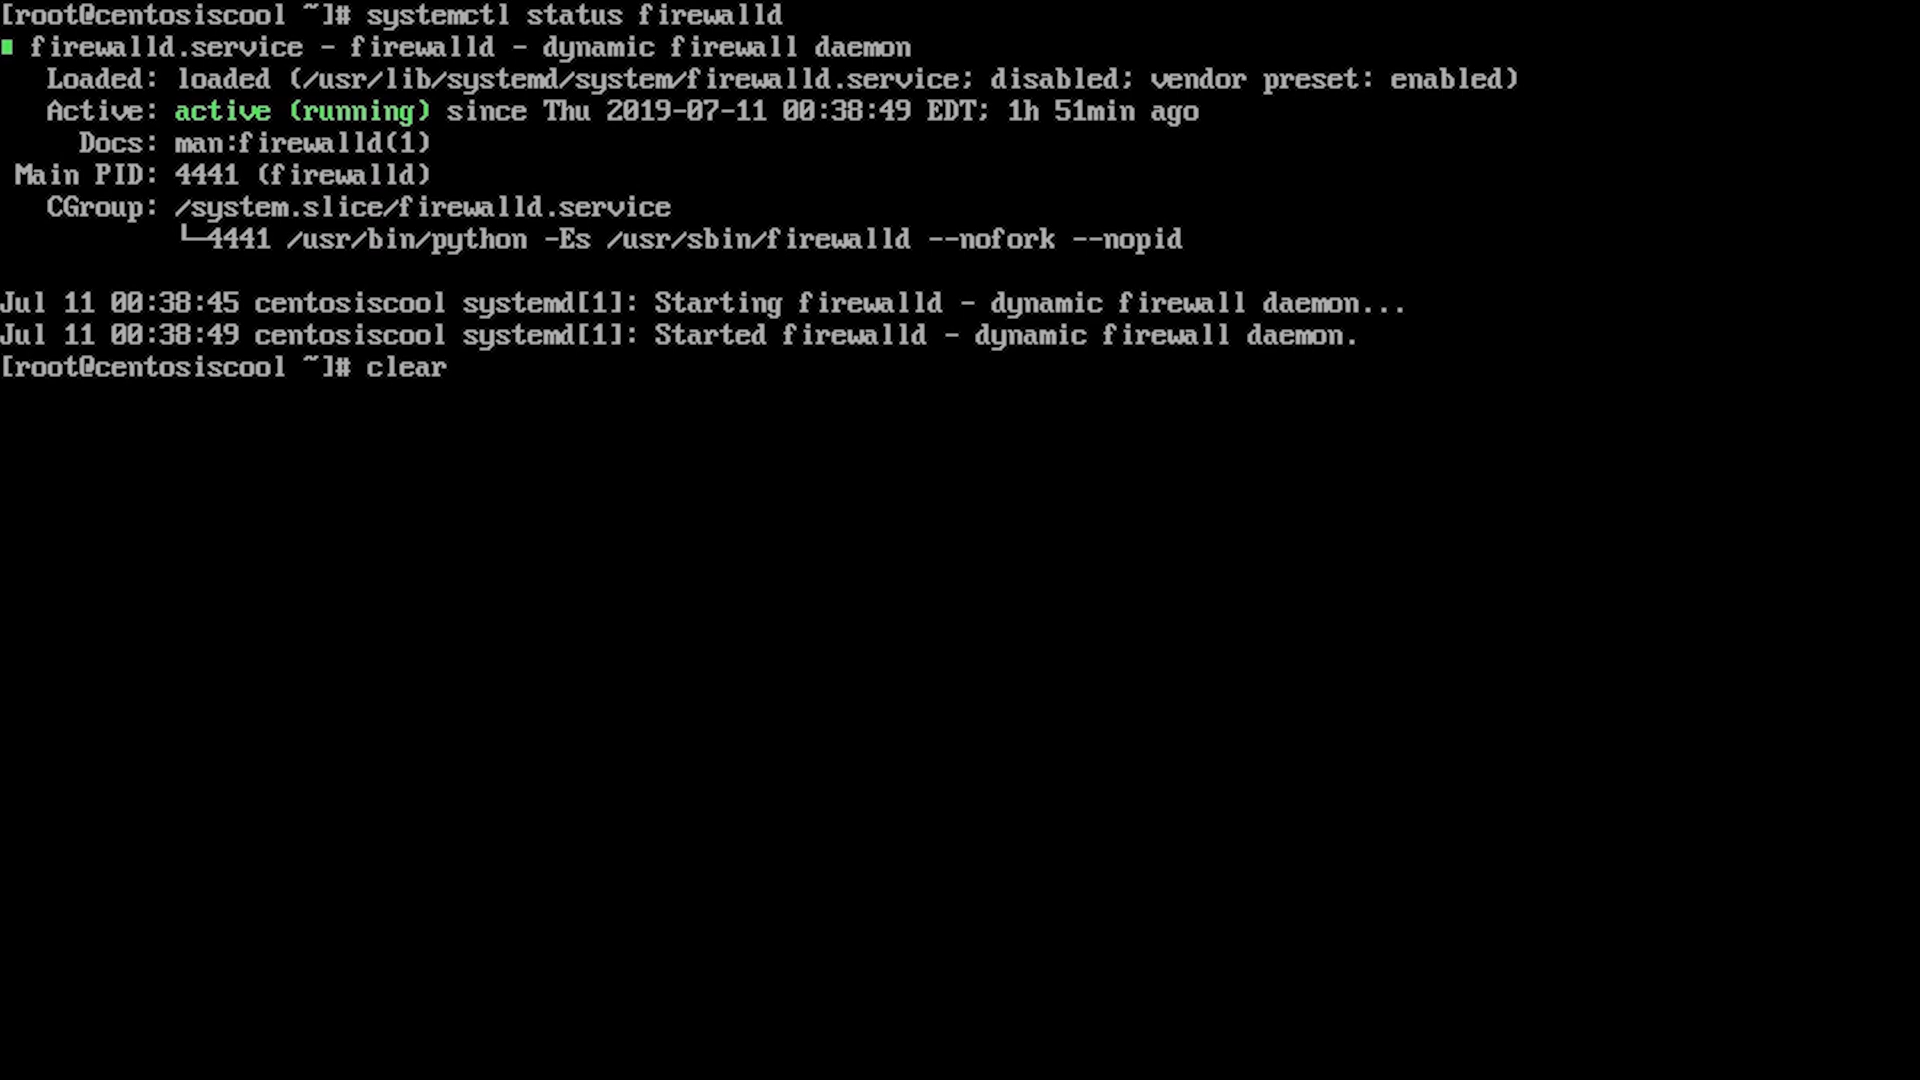 [root@centosiscool ~]# systemctl status firewalld
firewalld.service - firewalld - dynamic firewall daemon
Loaded: loaded (/usr/lib/systemd/system/firewalld.service; disabled; vendor preset: enabled)
Active: active (running) since Thu 2019-07-11 00:38:49 EDT; 1h 51min ago
Docs: man:firewalld(1)
Main PID: 4441 (firewalld)
CGroup: /system.slice/firewalld.service
└─4441 /usr/bin/python -Es /usr/sbin/firewalld --nofork --nopid
Jul 11 00:38:45 centosiscool systemd[1]: Starting firewalld - dynamic firewall daemon...
Jul 11 00:38:49 centosiscool systemd[1]: Started firewalld - dynamic firewall daemon.
[root@centosiscool ~]# clear